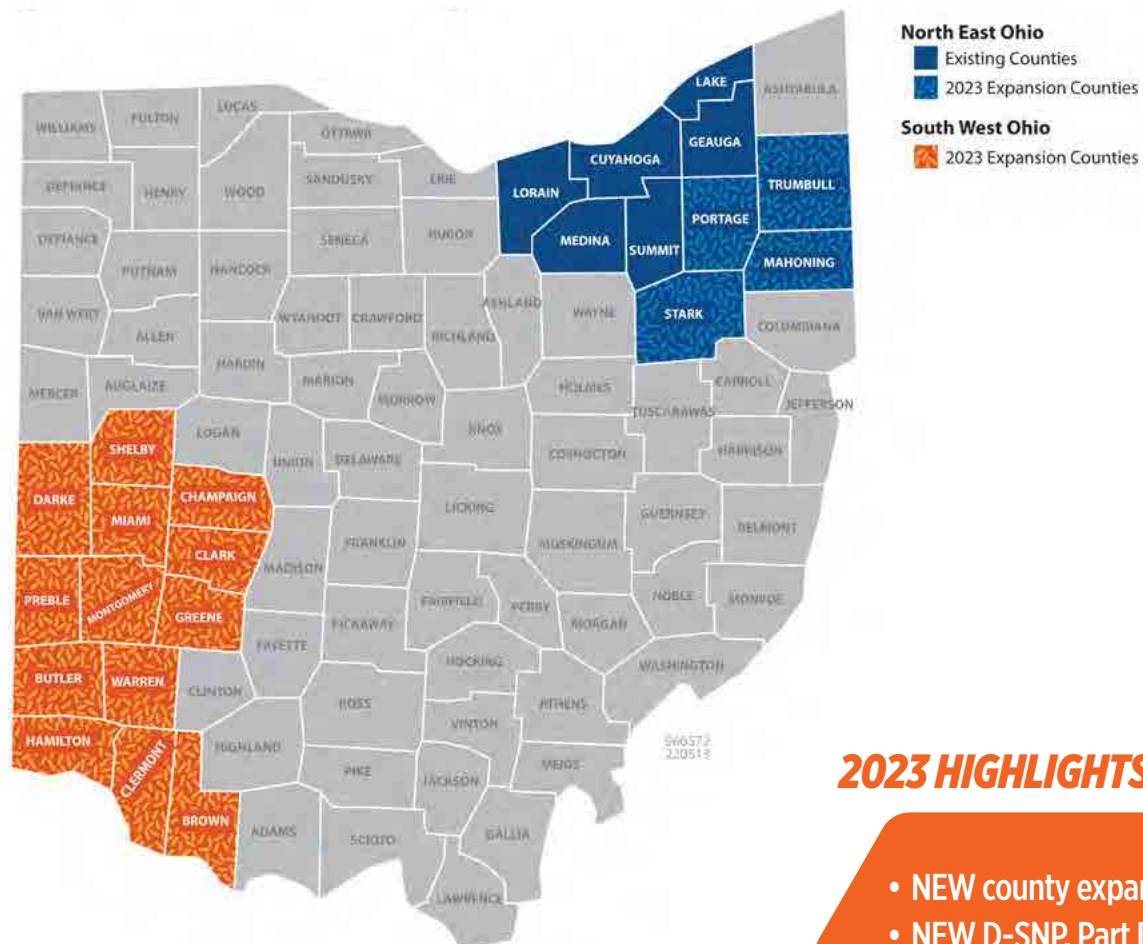 North East Ohio
Existing Counties
2023 Expansion Counties
South West Ohio
2023 Expansion Counties
LAKE
ASHTABULA
GEAUGA
CUYAHOGA
LORAIN
TRUMBULL
PORTAGE
MEDINA
SUMMIT
MAHONING
STARK
COLUMBIANA
WILLIAMS
FULTON
LUCAS
OTTAWA
DEFIANCE
HENRY
WOOD
SANDUSKY
ERIE
DEFIANCE
PUTNAM
HANCOCK
SENECA
HURON
VAN WERT
ALLEN
WYANDOT
CRAWFORD
RICHLAND
ASHLAND
WAYNE
MERCER
AUGLAIZE
HARDIN
MARION
MORROW
HOLMES
TUSCARAWAS
CARROLL
JEFFERSON
SHELBY
LOGAN
UNION
DELAWARE
KNOX
COSHOCTON
HARRISON
DARKE
MIAMI
CHAMPAIGN
CLARK
MADISON
FRANKLIN
LICKING
MUSKINGUM
GUERNSEY
BELMONT
PREBLE
MONTGOMERY
GREENE
FAYETTE
PICKAWAY
FAIRFIELD
PERRY
MORGAN
NOBLE
MONROE
BUTLER
WARREN
CLINTON
ROSS
HOCKING
ATHENS
WASHINGTON
HAMILTON
CLERMONT
BROWN
HIGHLAND
PIKE
VINTON
JACKSON
MEIGS
ADAMS
SCIOTO
GALLIA
LAWRENCE
220513
2023 HIGHLIGHTS
• NEW county expan
• NEW D-SNP, Part